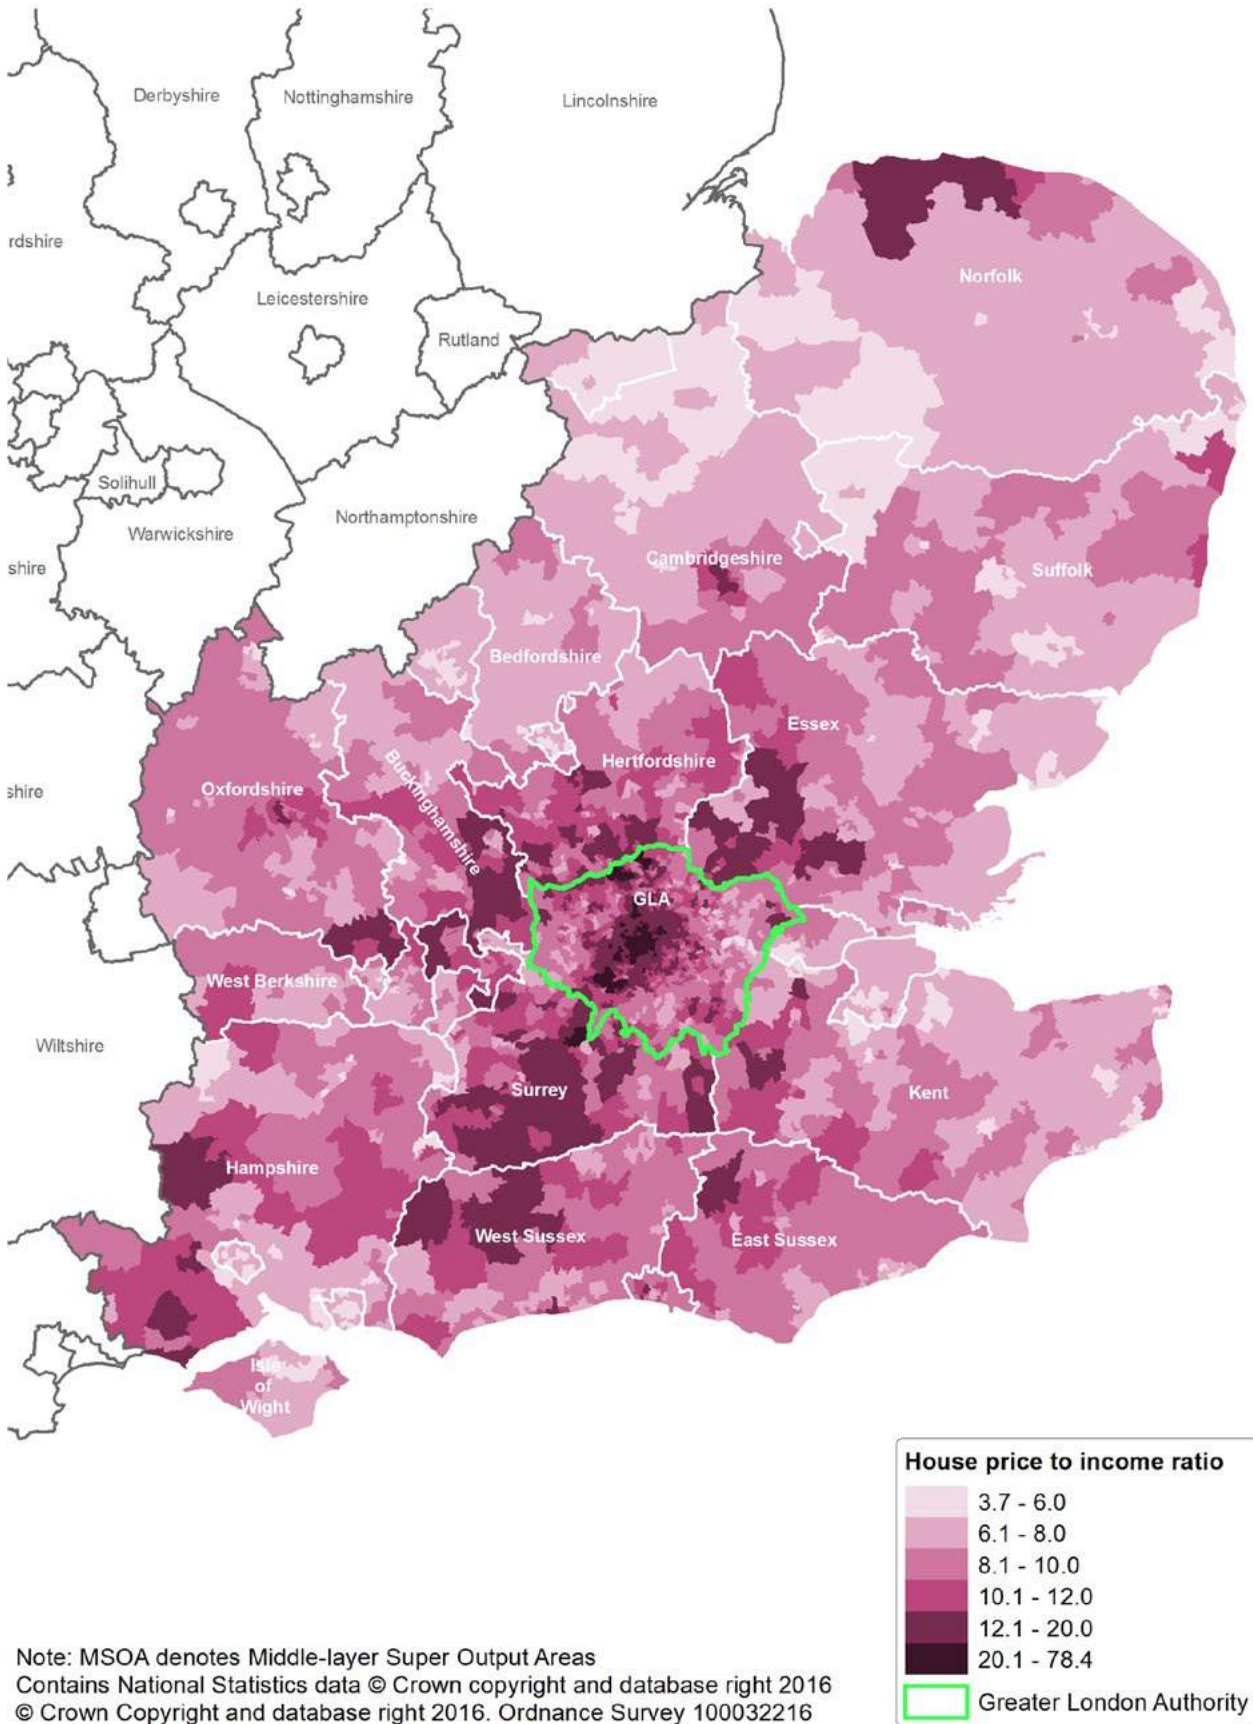 Derbyshire
Nottinghamshire
Lincolnshire
rdshire
Leicestershire
Rutland
Norfolk
Solihull
Warwickshire
Northamptonshire
shire
Cambridgeshire
Suffolk
Bedfordshire
Essex
Hertfordshire
Buckinghamshire
Oxfordshire
shire
GLA
West Berkshire
Wiltshire
Surrey
Kent
Hampshire
West Sussex
East Sussex
Isle
of
Wight
House price to income ratio
3.7 - 6.0
6.1 - 8.0
8.1 - 10.0
10.1 - 12.0
12.1 - 20.0
20.1 - 78.4
Greater London Authority
Note: MSOA denotes Middle-layer Super Output Areas
Contains National Statistics data © Crown copyright and database right 2016
© Crown Copyright and database right 2016. Ordnance Survey 100032216